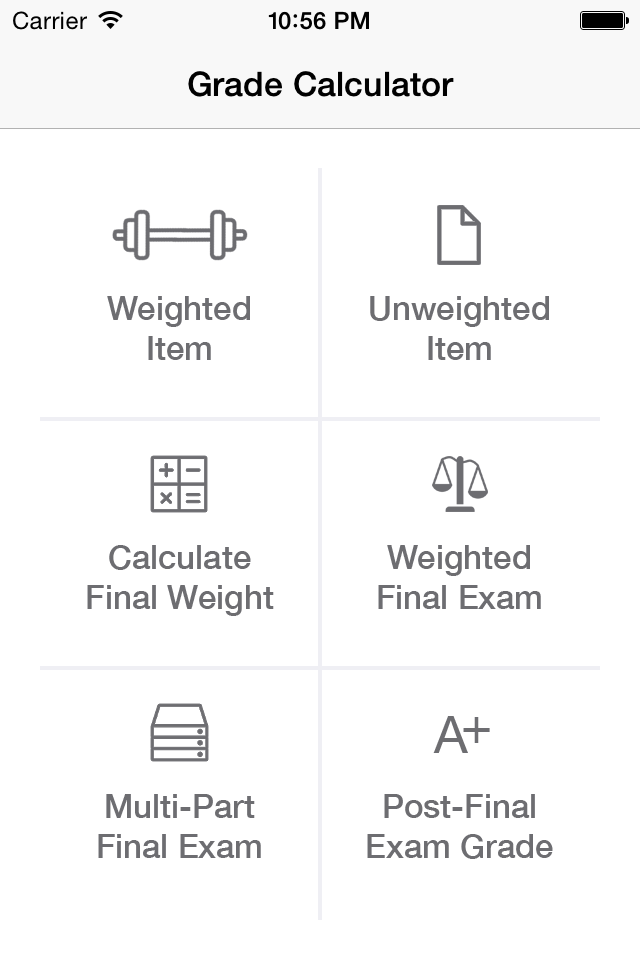 Carrier 10:56 PM
Grade Calculator
Weighted
Item
Unweighted
Item
Calculate
Final Weight
Weighted
Final Exam
Multi-Part
Final Exam
A+
Post-Final
Exam Grade